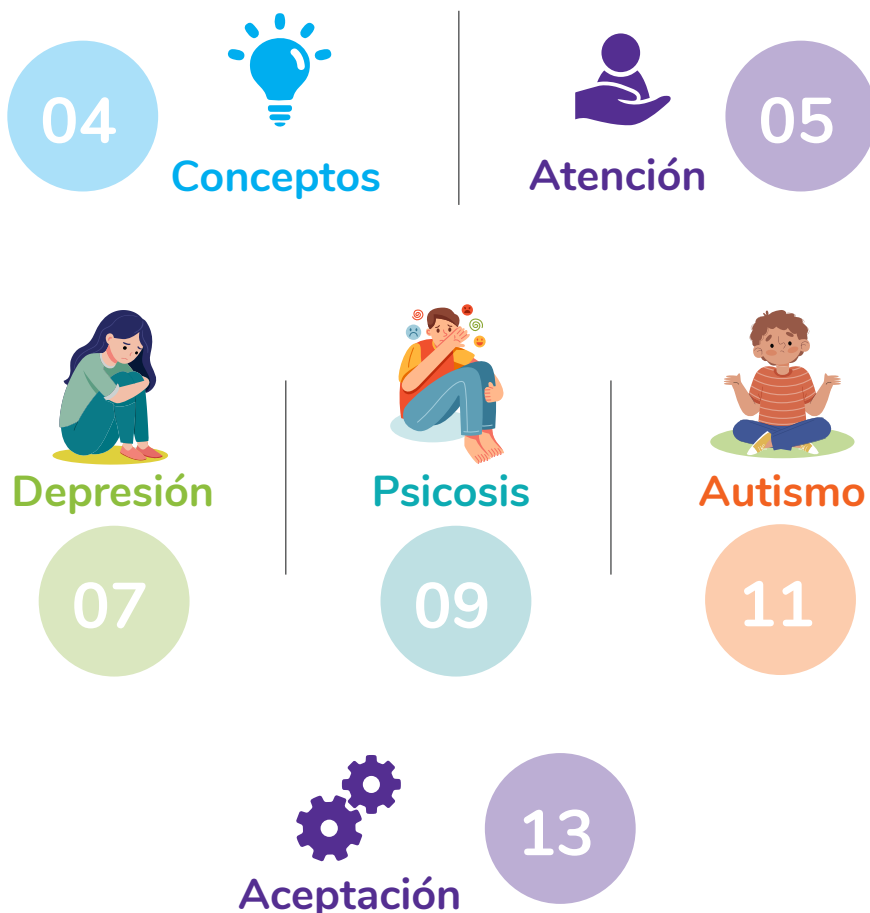 04
Conceptos
Atención
05
Depresión
07
Psicosis
09
Autismo
11
Aceptación
13